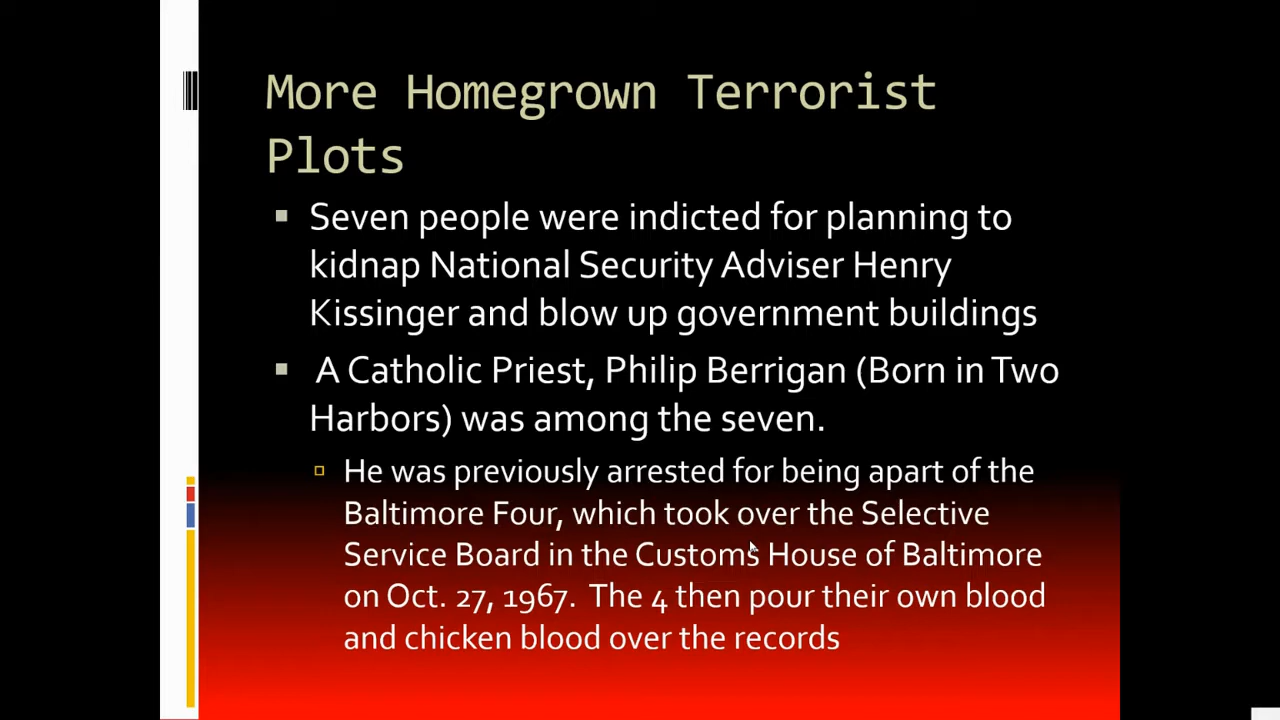 More Homegrown Terrorist
Plots
Seven people were indicted for planning to
kidnap National Security Adviser Henry
Kissinger and blow up government buildings
A Catholic Priest, Philip Berrigan (Born in Two
Harbors) was among the seven.
He was previously arrested for being apart of the
Baltimore Four, which took over the Selective
Service Board in the Customs House of Baltimore
on Oct. 27, 1967.  The 4 then pour their own blood
and chicken blood over the records